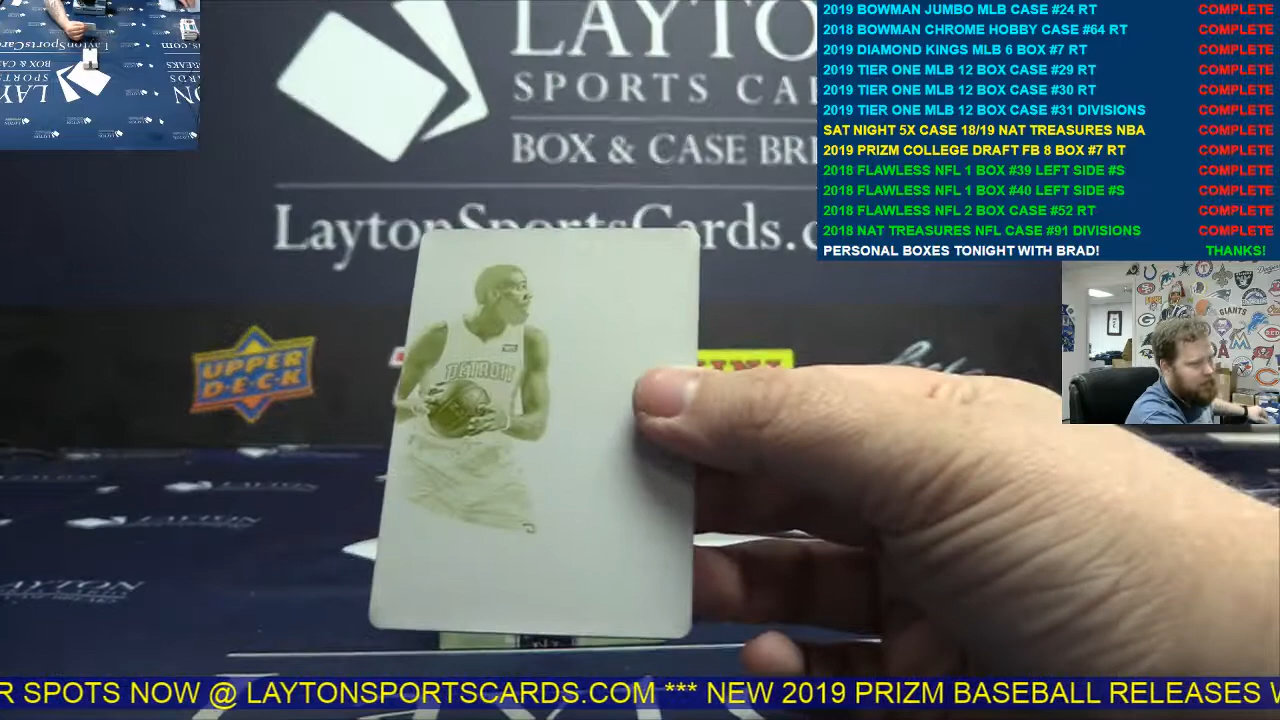 LAYTON
SPORTS CA
BOX & CASE BRE
LaytonSportsCards.c
UPPER
D·E·C·K
DETROIT
2019 BOWMAN JUMBO MLB CASE #24 RT COMPLETE
2018 BOWMAN CHROME HOBBY CASE #64 RT COMPLETE
2019 DIAMOND KINGS MLB 6 BOX #7 RT COMPLETE
2019 TIER ONE MLB 12 BOX CASE #29 RT COMPLETE
2019 TIER ONE MLB 12 BOX CASE #30 RT COMPLETE
2019 TIER ONE MLB 12 BOX CASE #31 DIVISIONS COMPLETE
SAT NIGHT 5X CASE 18/19 NAT TREASURES NBA COMPLETE
2019 PRIZM COLLEGE DRAFT FB 8 BOX #7 RT COMPLETE
2018 FLAWLESS NFL 1 BOX #39 LEFT SIDE #S COMPLETE
2018 FLAWLESS NFL 1 BOX #40 LEFT SIDE #S COMPLETE
2018 FLAWLESS NFL 2 BOX CASE #52 RT COMPLETE
2018 NAT TREASURES NFL CASE #91 DIVISIONS COMPLETE
PERSONAL BOXES TONIGHT WITH BRAD! THANKS!
GIANTS
R SPOTS NOW @ LAYTONSPORTSCARDS.COM *** NEW 2019 PRIZM BASEBALL RELEASES W